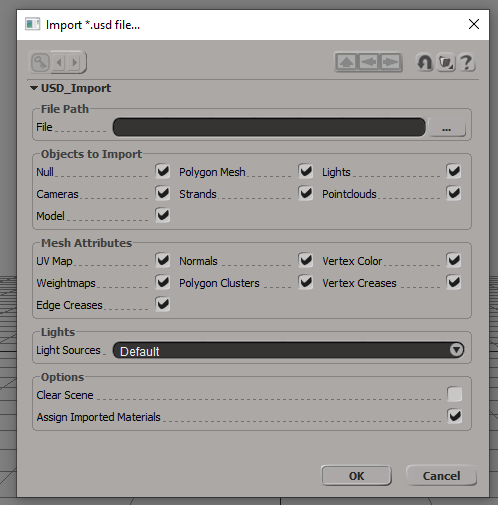 Import *.usd file...
USD_Import
File Path
File
...
Objects to Import
Null Polygon Mesh Lights
Cameras Strands Pointclouds
Model
Mesh Attributes
UV Map Normals Vertex Color
Weightmaps Polygon Clusters Vertex Creases
Edge Creases
Lights
Light Sources Default
Options
Clear Scene
Assign Imported Materials
OK Cancel